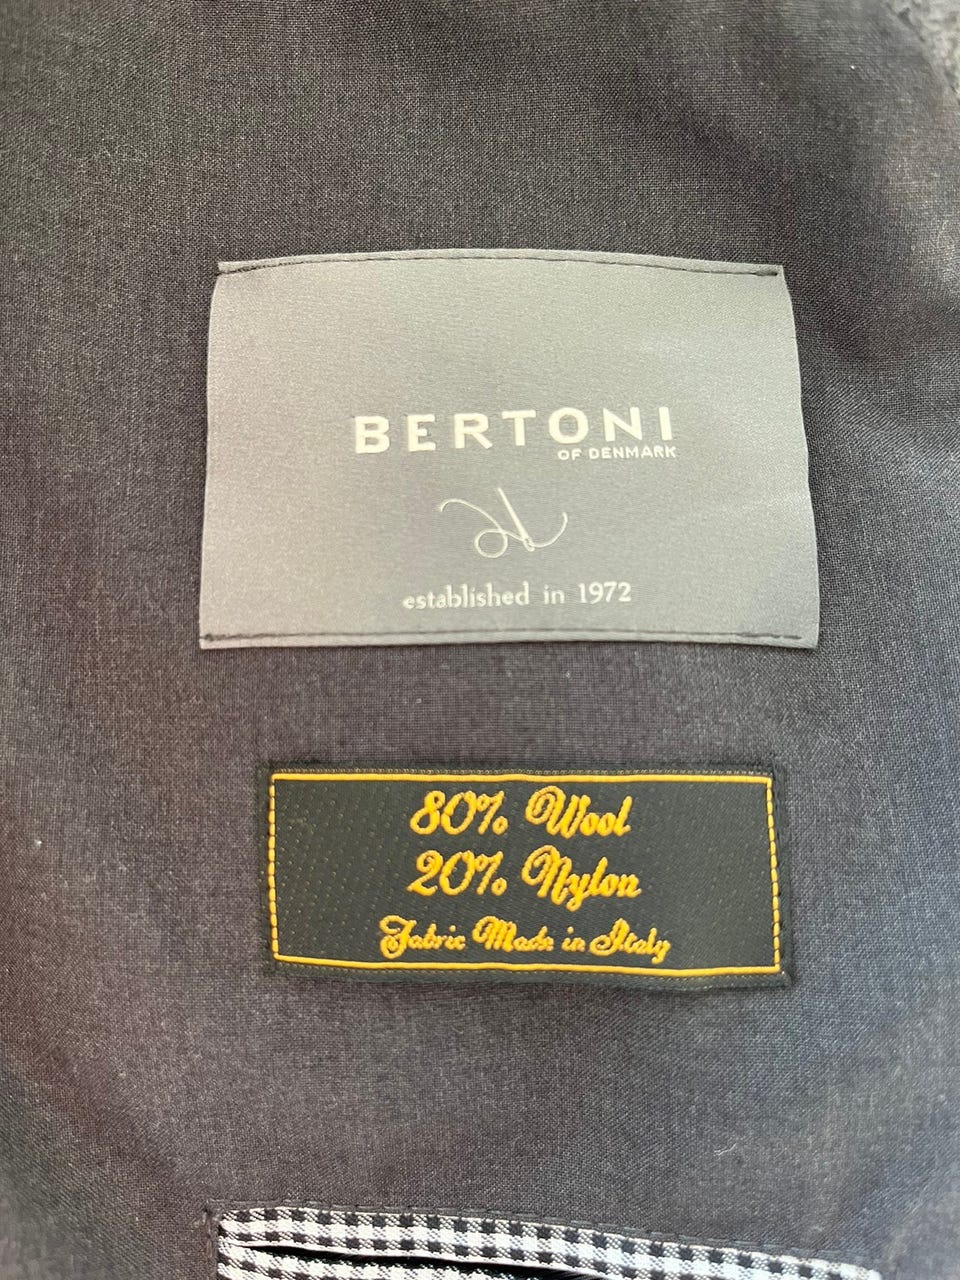 BERTONI
OF DENMARK
established in 1972
80% Wool
20% Nylon
Fabric Made in Italy